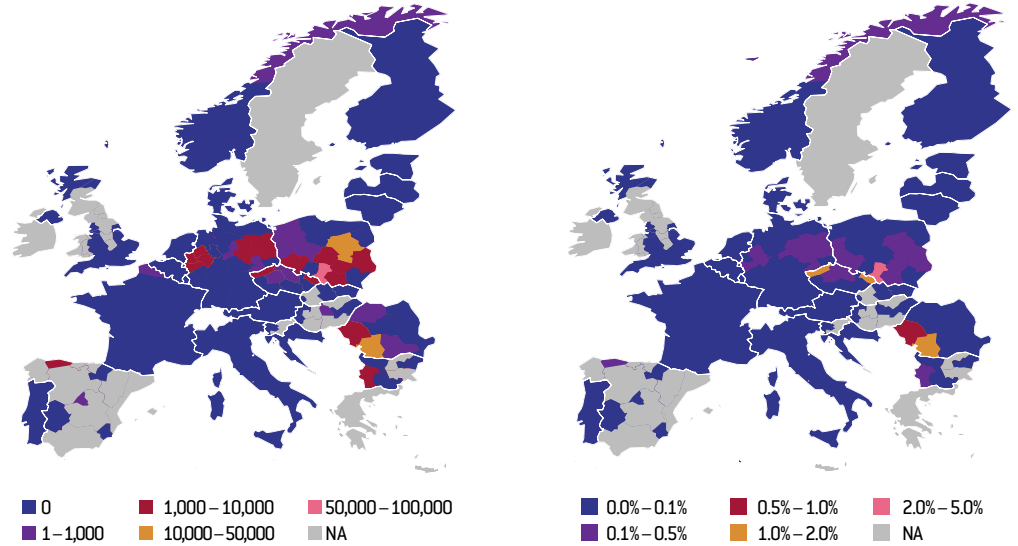 0
1,000 – 10,000
50,000 – 100,000
1 – 1,000
10,000 – 50,000
NA
0.0% – 0.1%
0.5% – 1.0%
2.0% – 5.0%
0.1% – 0.5%
1.0% – 2.0%
NA